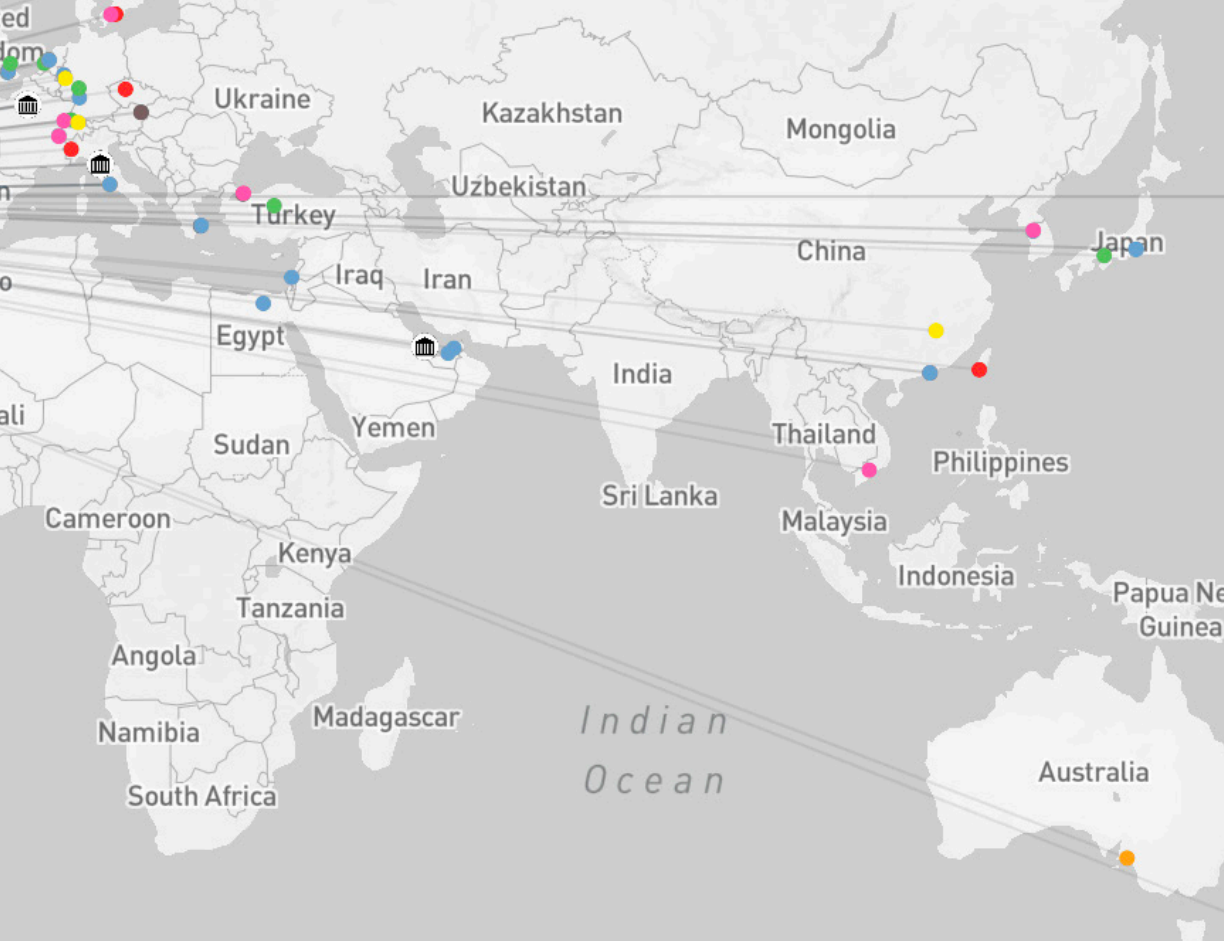 ed
dom
Ukraine
Kazakhstan
Mongolia
Uzbekistan
n
Turkey
Japan
China
Iraq
Iran
o
Egypt
India
ali
Yemen
Sudan
Thailand
Philippines
Sri Lanka
Cameroon
Malaysia
Kenya
Indonesia
Papua Ne
Guinea
Tanzania
Angola
Madagascar
Indian
Ocean
Namibia
Australia
South Africa